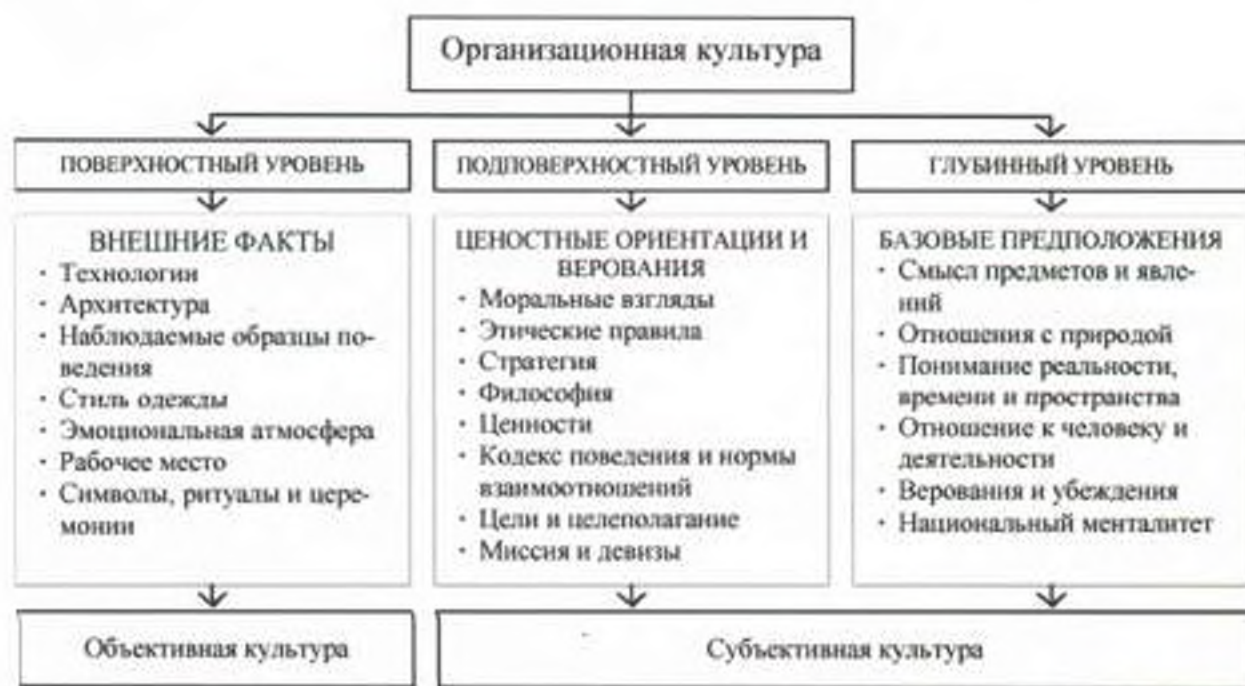 Организационная культура
ПОВЕРХНОСТНЫЙ УРОВЕНЬ
ПОДПОВЕРХНОСТНЫЙ УРОВЕНЬ
ГЛУБИННЫЙ УРОВЕНЬ
ВНЕШНИЕ ФАКТЫ
· Технологии
· Архитектура
· Наблюдаемые образцы по-
ведения
· Стиль одежды
· Эмоциональная атмосфера
· Рабочее место
· Символы, ритуалы и цере-
монии
ЦЕНОСТНЫЕ ОРИЕНТАЦИИ И
ВЕРОВАНИЯ
· Моральные взгляды
· Этические правила
· Стратегия
· Философия
· Ценности
· Кодекс поведения и нормы
взаимоотношений
· Цели и целеполагание
· Миссия и девизы
БАЗОВЫЕ ПРЕДПОЛОЖЕНИЯ
· Смысл предметов и явле-
ний
· Отношения с природой
· Понимание реальности,
времени и пространства
· Отношение к человеку и
деятельности
· Верования и убеждения
· Национальный менталитет
Объективная культура
Субъективная культура